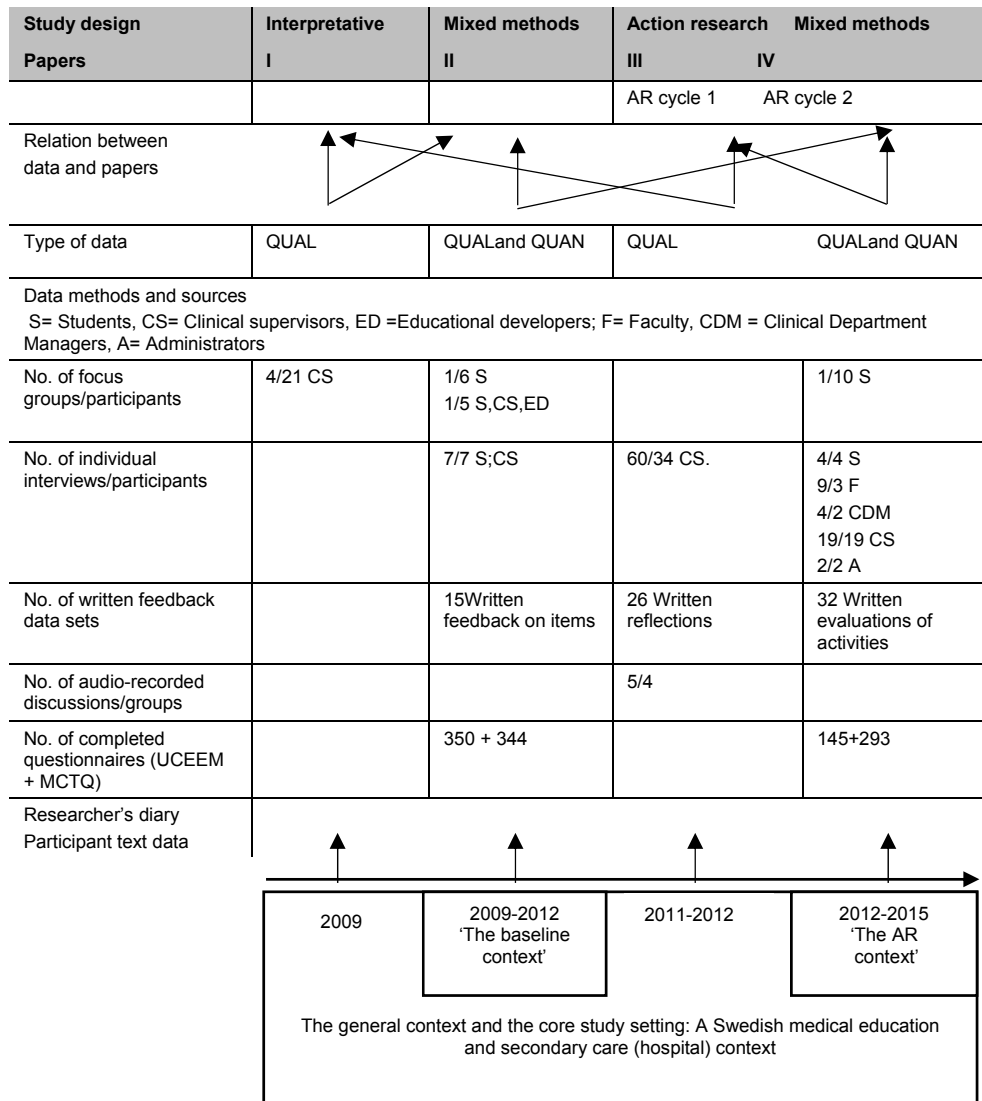 Study design Interpretative Mixed methods Action research Mixed methods
Papers I II III IV
AR cycle 1 AR cycle 2
Relation between
data and papers
Type of data QUAL QUALand QUAN QUAL QUALand QUAN
Data methods and sources
S= Students, CS= Clinical supervisors, ED =Educational developers; F= Faculty, CDM = Clinical Department
Managers, A= Administrators
No. of focus
groups/participants
4/21 CS
1/6 S
1/5 S,CS,ED
1/10 S
No. of individual
interviews/participants
7/7 S;CS
60/34 CS.
4/4 S
9/3 F
4/2 CDM
19/19 CS
2/2 A
No. of written feedback
data sets
15Written
feedback on items
26 Written
reflections
32 Written
evaluations of
activities
No. of audio-recorded
discussions/groups
5/4
No. of completed
questionnaires (UCEEM
+ MCTQ)
350 + 344
145+293
Researcher’s diary
Participant text data
2009
2009-2012
‘The baseline
context’
2011-2012
2012-2015
‘The AR
context’
The general context and the core study setting: A Swedish medical education
and secondary care (hospital) context